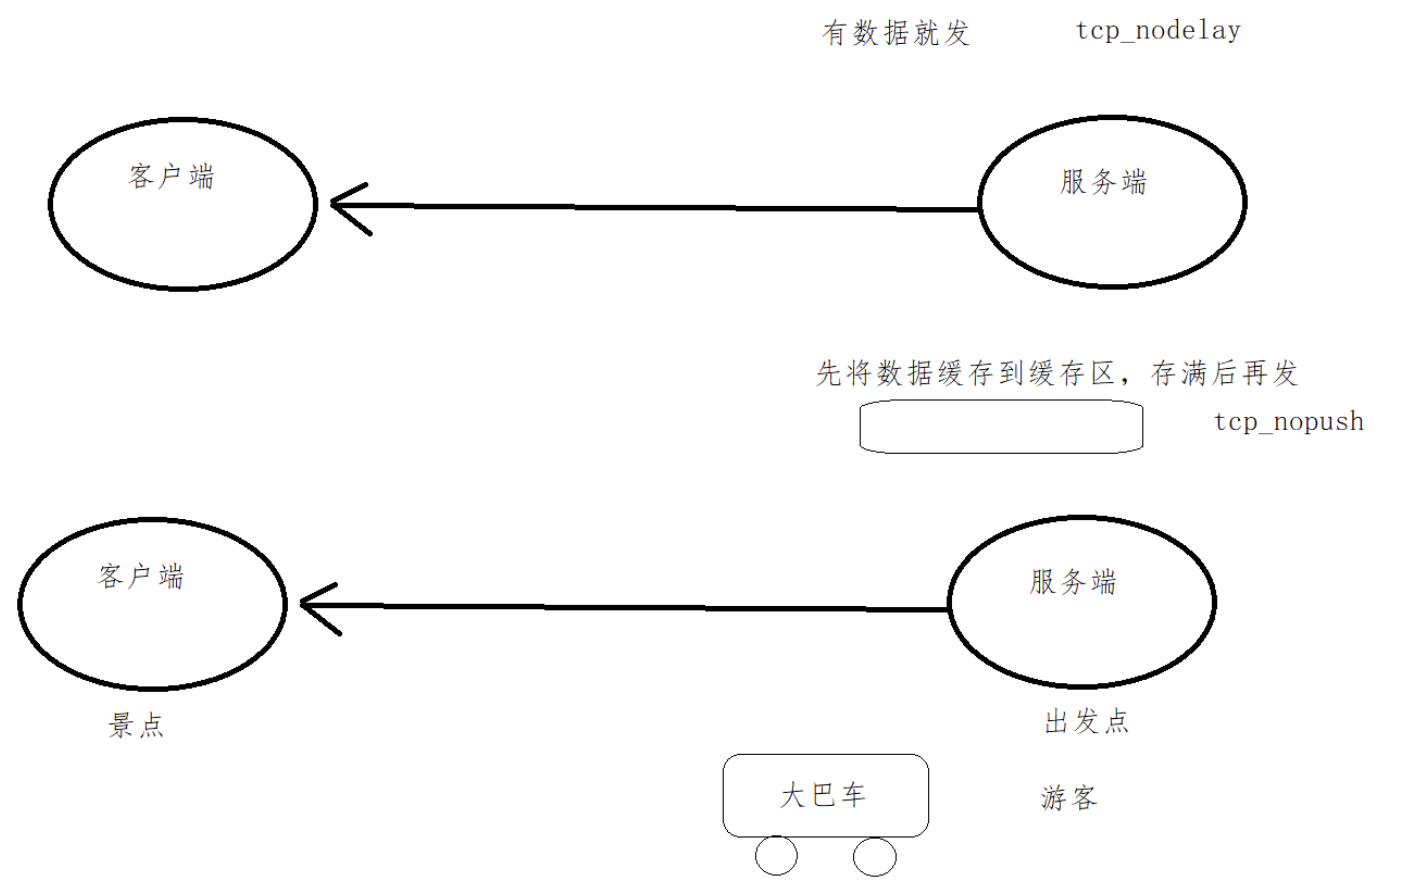 有数据就发 tcp_nodelay
客户端
服务端
先将数据缓存到缓存区，存满后再发
tcp_nopush
客户端
服务端
景点
出发点
大巴车
游客